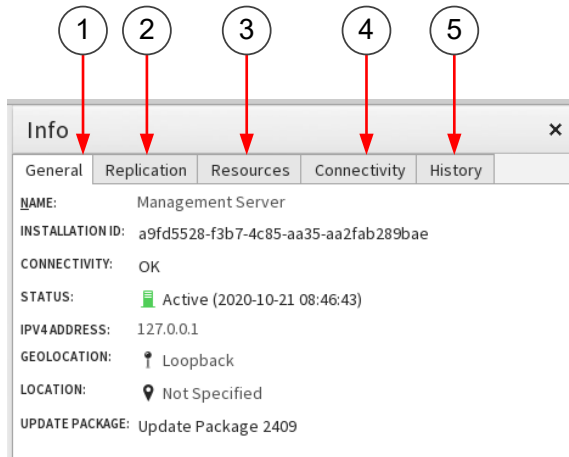 1 2 3 4 5
Info ×
General Replication Resources Connectivity History
NAME: Management Server
INSTALLATION ID: a9fd5528-f3b7-4c85-aa35-aa2fab289bae
CONNECTIVITY: OK
STATUS: Active (2020-10-21 08:46:43)
IPV4 ADDRESS: 127.0.0.1
GEOLOCATION: Loopback
LOCATION: Not Specified
UPDATE PACKAGE: Update Package 2409